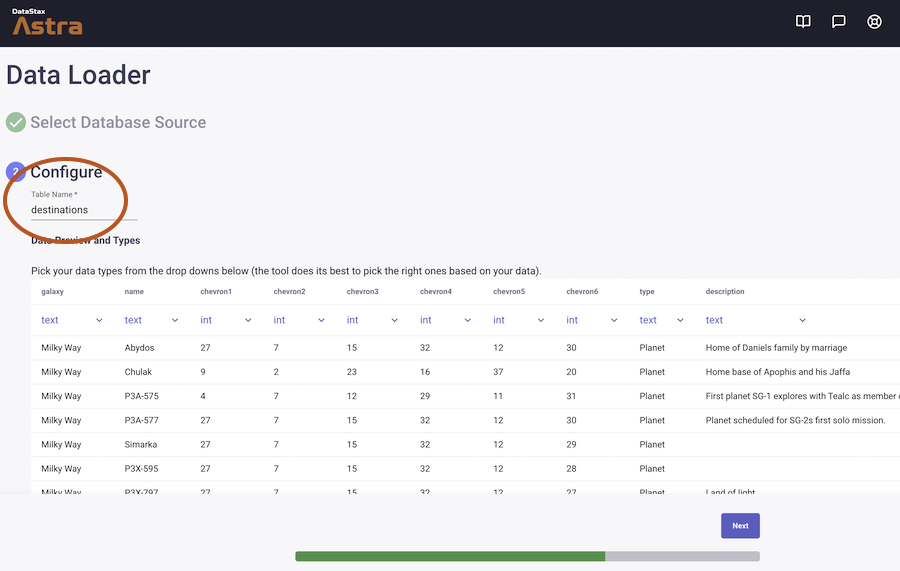 DataStax
Astra
Data Loader
Select Database Source
2 Configure
Table Name *
destinations
Data Preview and Types
Pick your data types from the drop downs below (the tool does its best to pick the right ones based on your data).
galaxy name chevron1 chevron2 chevron3 chevron4 chevron5 chevron6 type description
text text int int int int int int text text
Milky Way Abydos 27 7 15 32 12 30 Planet Home of Daniels family by marriage
Milky Way Chulak 9 2 23 16 37 20 Planet Home base of Apophis and his Jaffa
Milky Way P3A-575 4 7 12 29 11 31 Planet First planet SG-1 explores with Tealc as member
Milky Way P3A-577 27 7 15 32 12 30 Planet Planet scheduled for SG-2s first solo mission.
Milky Way Simarka 27 7 15 32 12 29 Planet
Milky Way P3X-595 27 7 15 32 12 28 Planet
Milky Way P3X-797 27 7 15 32 12 27 Planet Land of light
Next